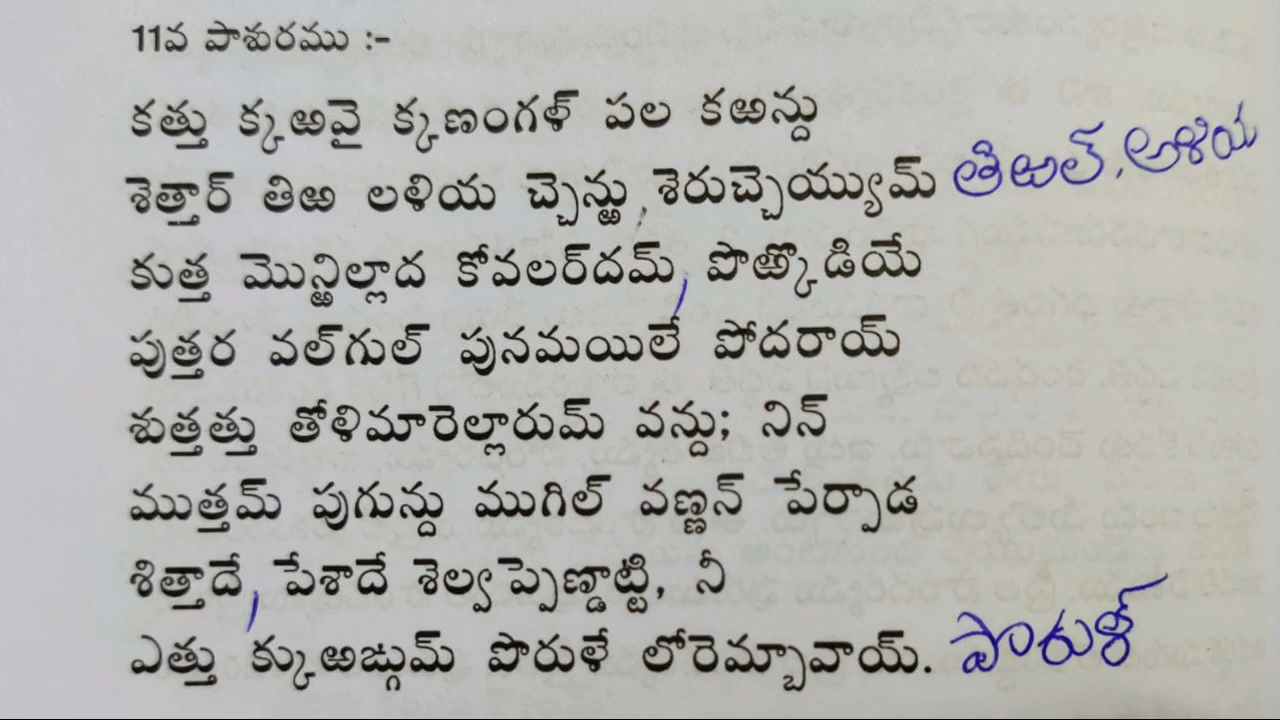 11వ పాశురము :-
కత్తు క్కఱవై క్కణంగళ్ పల కఱన్దు
శెత్తార్ తిఱ లళియ చ్చెన్ఱు,శెరుచ్చెయ్యుమ్ తిఱల్, అళియ
కుత్త మొన్ఱిల్లాద కోవలర్‌దమ్, పొఱ్కొడియే
పుత్తర వల్‌గుల్ పునమయిలే పోదరాయ్
శుత్తత్తు తోళిమారెల్లారుమ్ వన్దు; నిన్
ముత్తమ్ పుగున్దు ముగిల్ వణ్ణన్ పేర్పాడ
శిత్తాదే, పేశాదే శెల్వప్పెణ్డాట్టి, నీ
ఎత్తు క్కుఱఙ్గుమ్ పొరుళే లోరెమ్బావాయ్. పొరుళ్